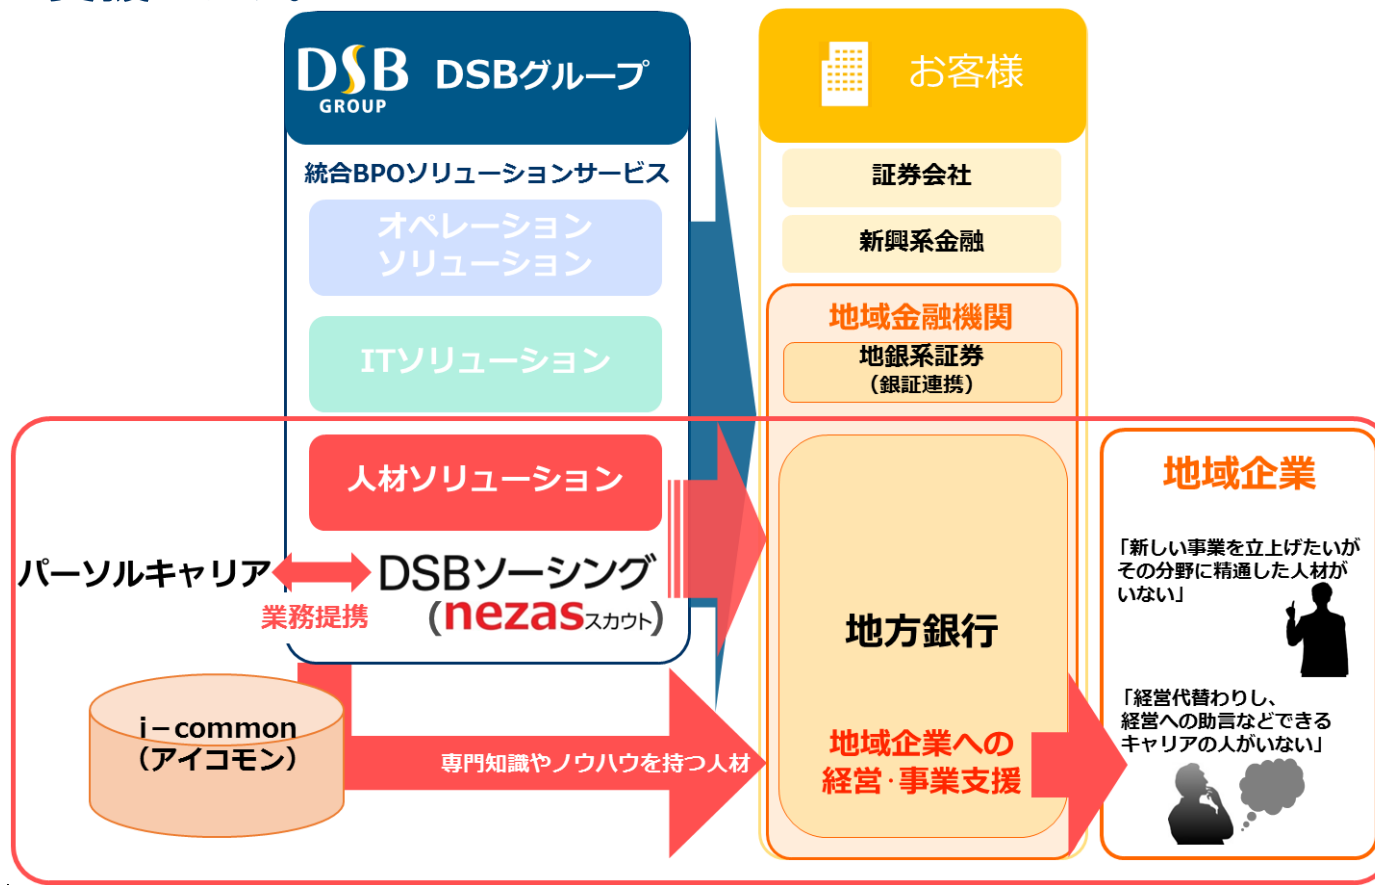 DSB
GROUP
DSBグループ
統合BPOソリューションサービス
オペレーション
ソリューション
ITソリューション
人材ソリューション
パーソルキャリア
業務提携
DSBソーシング
(nezasスカウト)
i－common
（アイコモン）
専門知識やノウハウを持つ人材
お客様
証券会社
新興系金融
地域金融機関
地銀系証券
（銀証連携）
地方銀行
地域企業への
経営・事業支援
地域企業
「新しい事業を立上げたいが
その分野に精通した人材が
いない」
「経営代替わりし、
経営への助言などできる
キャリアの人がいない」